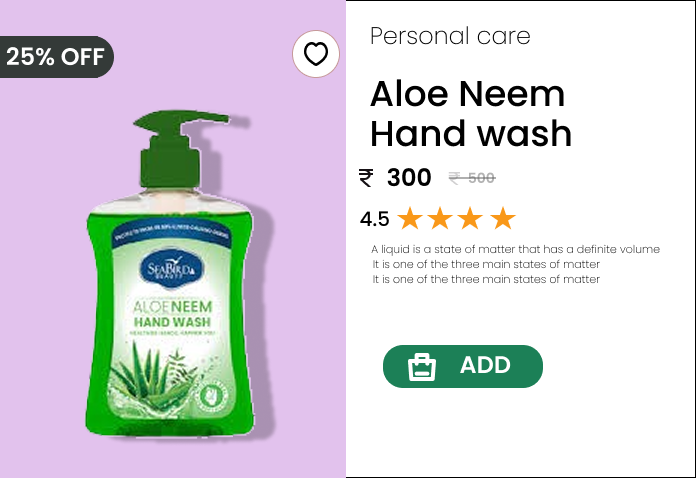 25% OFF
Personal care
Aloe Neem
Hand wash
₹ 300 ₹ 500
4.5
A liquid is a state of matter that has a definite volume
It is one of the three main states of matter
It is one of the three main states of matter
ADD
SEABIRD
BEAUTY
ALOENEEM
HAND WASH